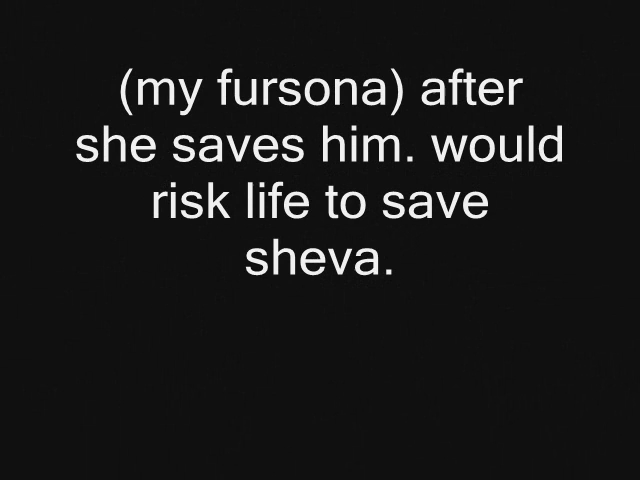 (my fursona) after
she saves him. would
risk life to save
sheva.